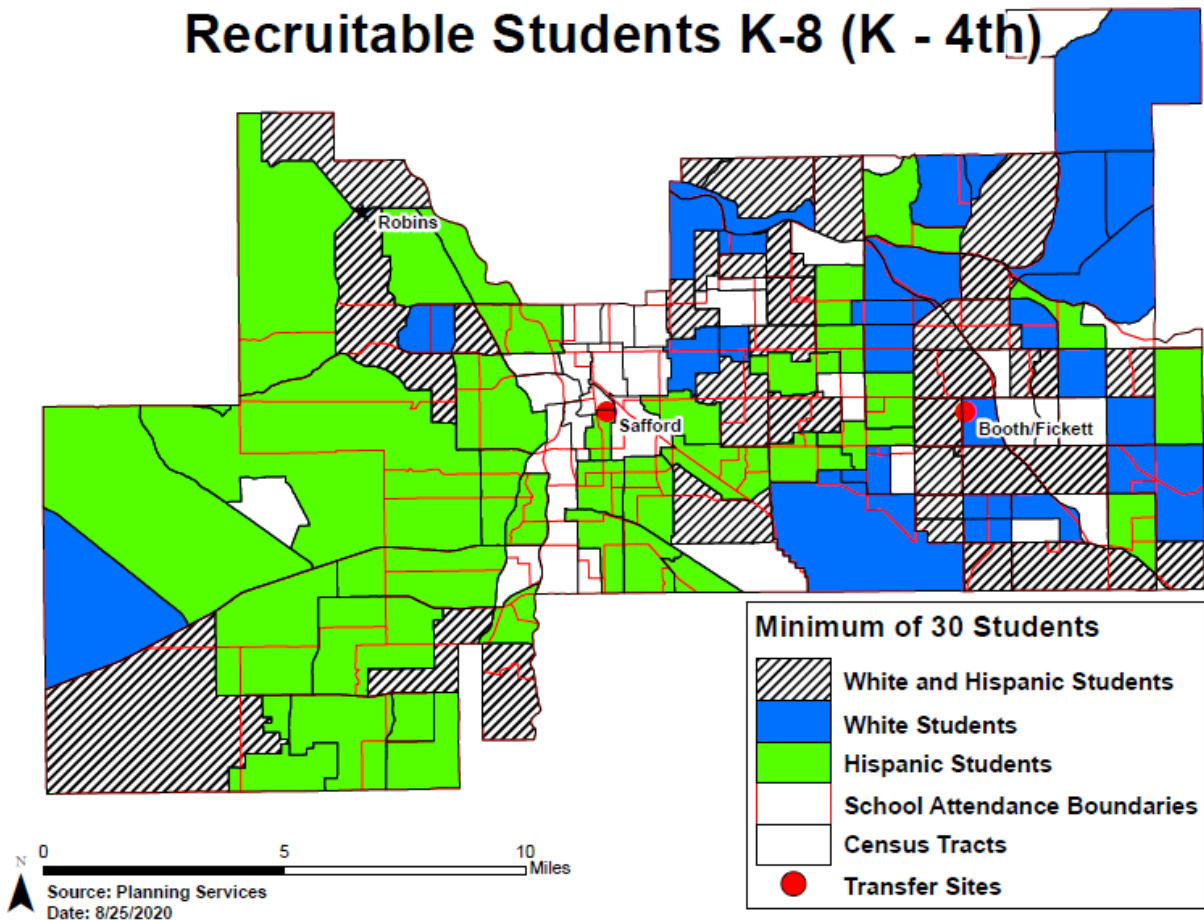 Recruitable Students K-8 (K - 4th)
Robins
Safford
Booth/Fickett
Minimum of 30 Students
White and Hispanic Students
White Students
Hispanic Students
School Attendance Boundaries
Census Tracts
Transfer Sites
N
0 5 10
Miles
Source: Planning Services
Date: 8/25/2020